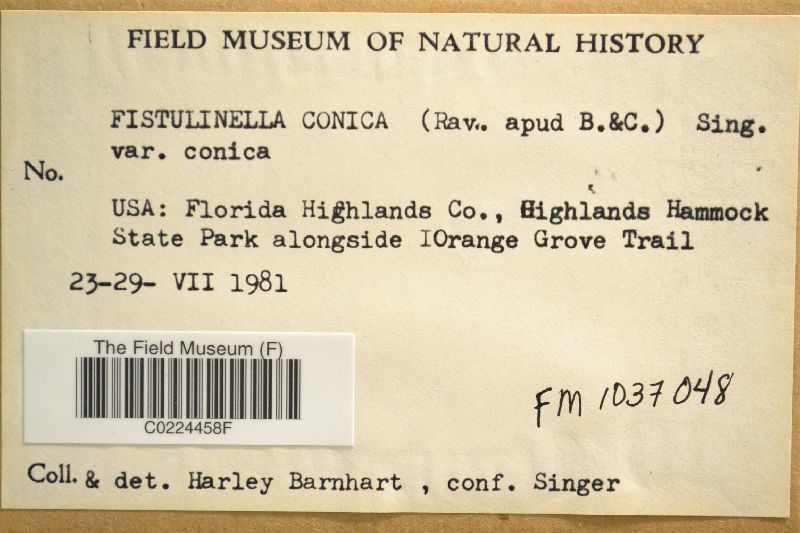 FIELD MUSEUM OF NATURAL HISTORY
FISTULINELLA CONICA (Rav. apud B.&C.) Sing.
var. conica
No.
USA: Florida Highlands Co., Highlands Hammock
State Park alongside IOrange Grove Trail
23-29- VII 1981
The Field Museum (F)
C0224458F
FM 1037048
Coll. & det. Harley Barnhart , conf. Singer